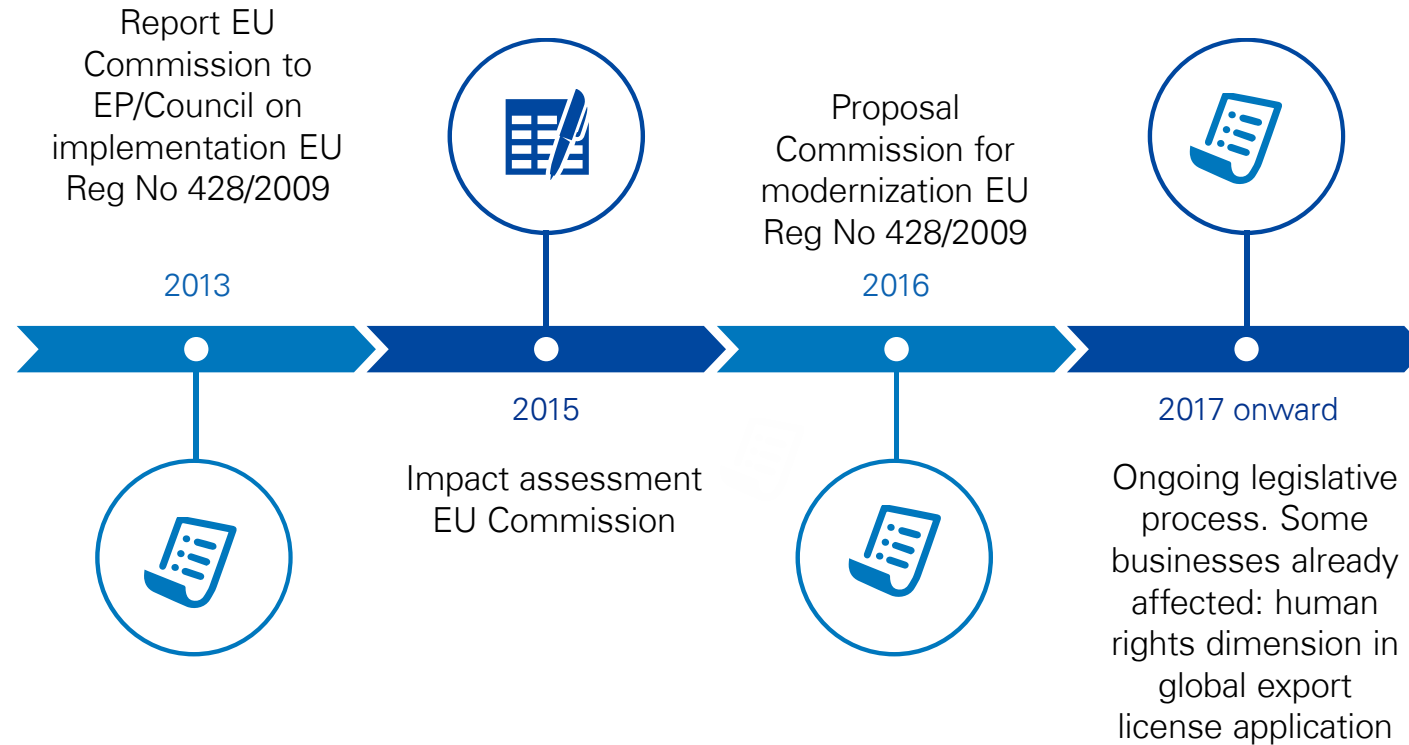 Report EU
Commission to
EP/Council on
implementation EU
Reg No 428/2009
2013
2015
Impact assessment
EU Commission
Proposal
Commission for
modernization EU
Reg No 428/2009
2016
2017 onward
Ongoing legislative
process. Some
businesses already
affected: human
rights dimension in
global export
license application